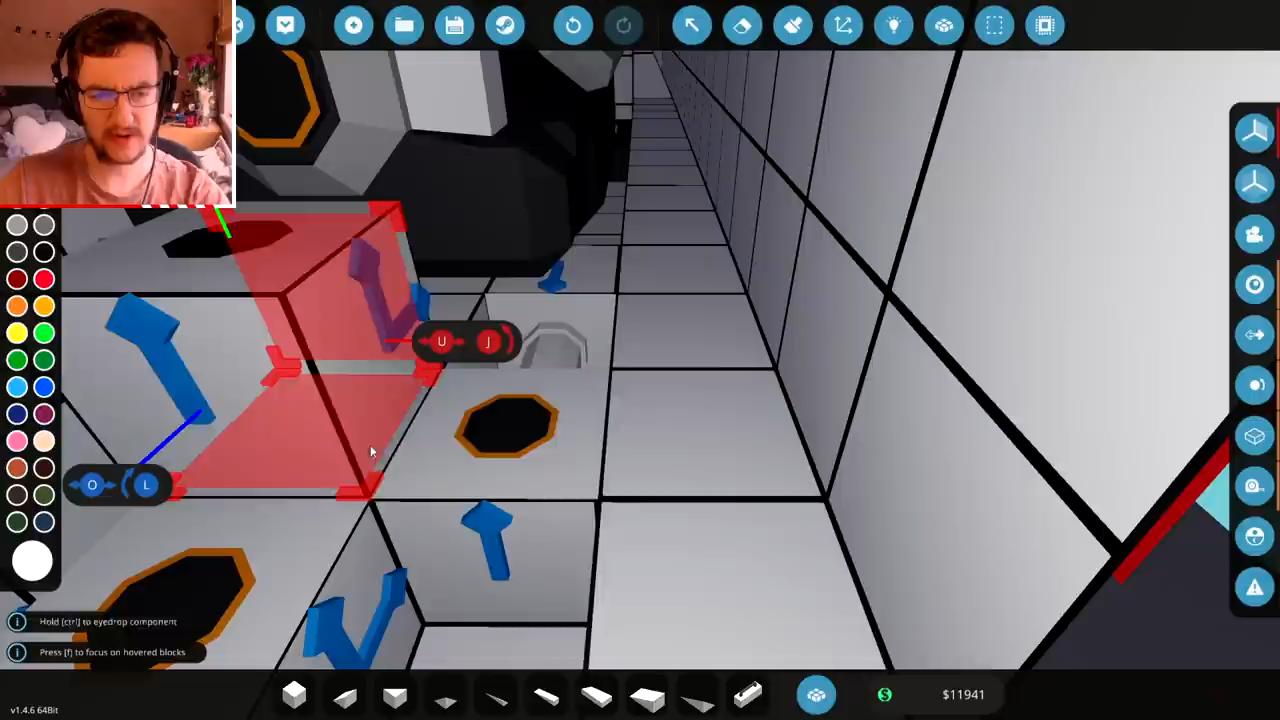 U J
O L
Hold [ctrl] to eyedrop component
Press [f] to focus on hovered blocks
$11941
v1.4.6 64Bit